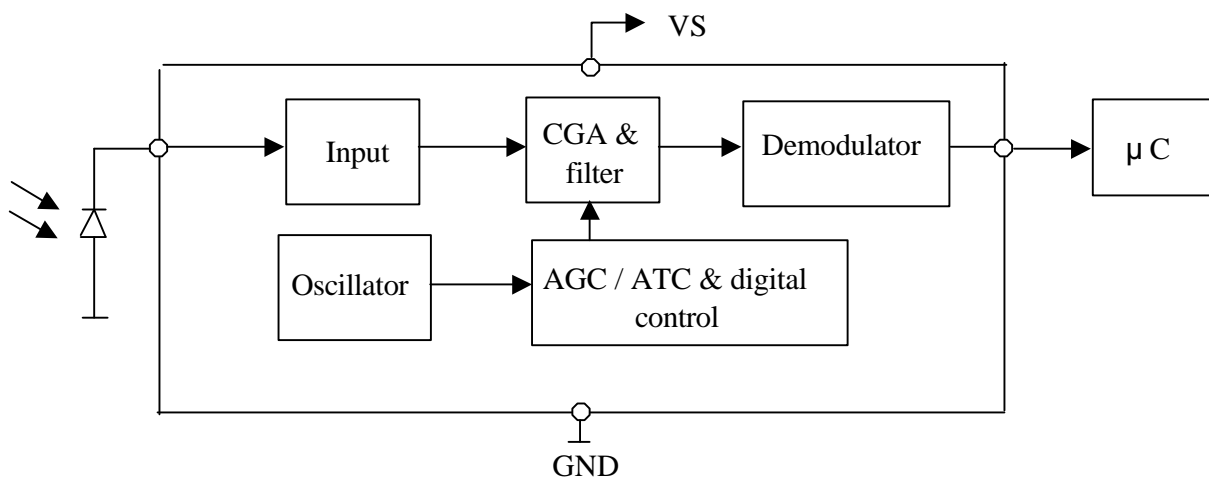 VS
Input
CGA &
filter
Demodulator
µ C
Oscillator
AGC / ATC & digital
control
GND